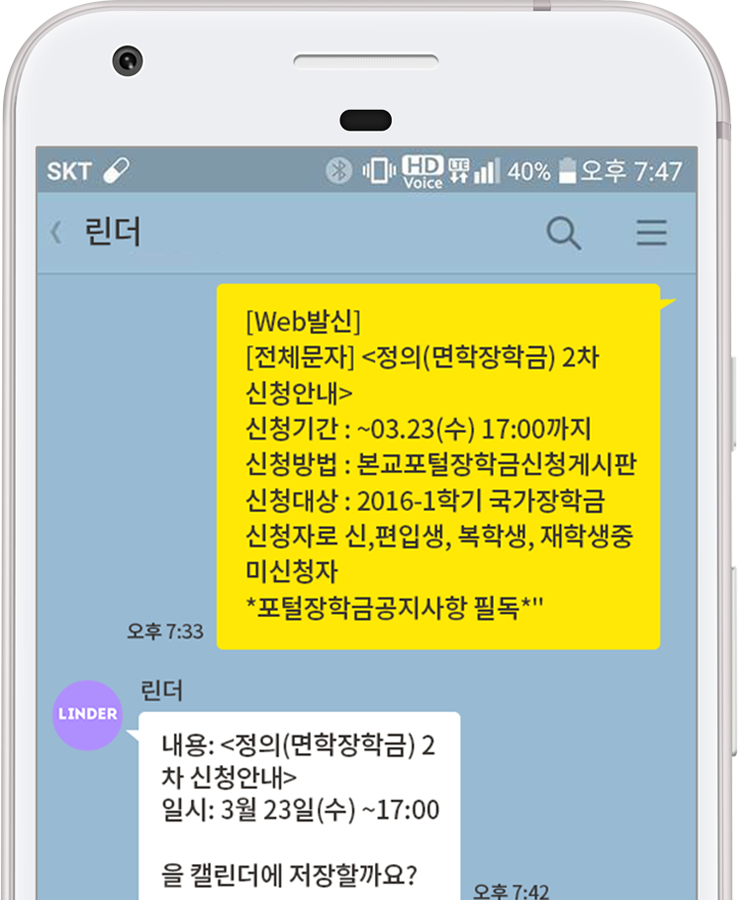 SKT HD Voice LTE 40% 오후 7:47
린더
[Web발신]
[전체문자] <정의(면학장학금) 2차
신청안내>
신청기간 : ~03.23(수) 17:00까지
신청방법 : 본교포털장학금신청게시판
신청대상 : 2016-1학기 국가장학금
신청자로 신,편입생, 복학생, 재학생중
미신청자
*포털장학금공지사항 필독*"
오후 7:33
린더
LINDER
내용: <정의(면학장학금) 2
차 신청안내>
일시: 3월 23일(수) ~17:00
을 캘린더에 저장할까요?
오후 7:42